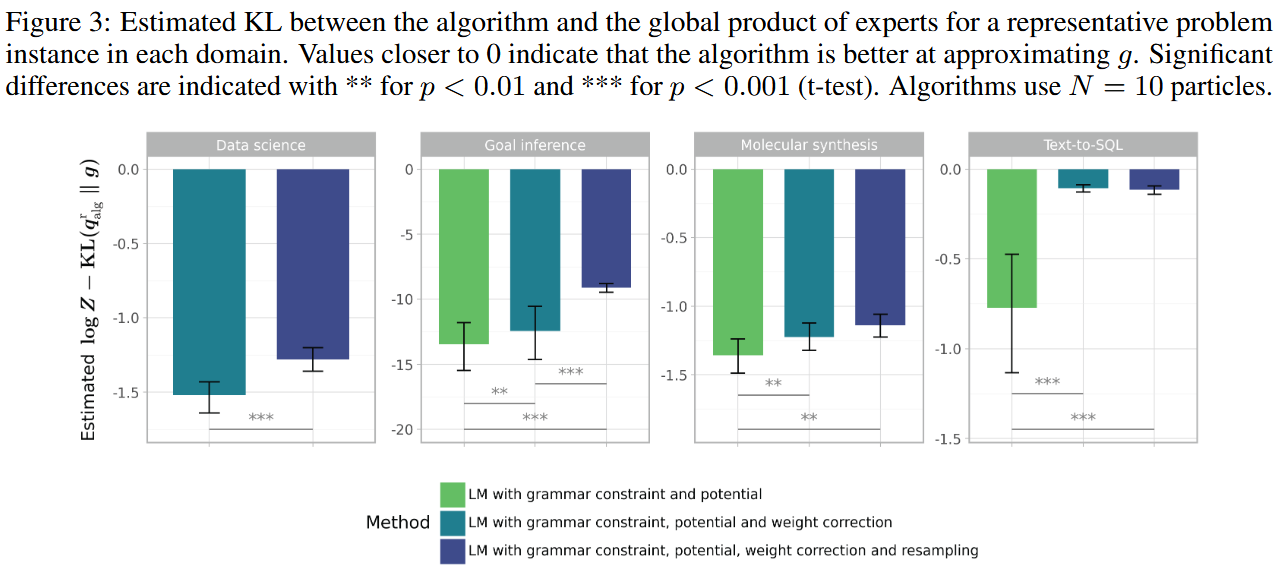 Figure 3: Estimated KL between the algorithm and the global product of experts for a representative problem
instance in each domain. Values closer to 0 indicate that the algorithm is better at approximating g. Significant
differences are indicated with ** for p < 0.01 and *** for p < 0.001 (t-test). Algorithms use N = 10 particles.
Estimated log Z − KL(q^r_alg ∥ g)
Data science
0.0
-0.5
-1.0
-1.5
***
Goal inference
0
-5
-10
-15
-20
***
**
***
Molecular synthesis
0.0
-0.5
-1.0
-1.5
**
**
Text-to-SQL
0.0
-0.5
-1.0
-1.5
***
***
Method
LM with grammar constraint and potential
LM with grammar constraint, potential and weight correction
LM with grammar constraint, potential, weight correction and resampling